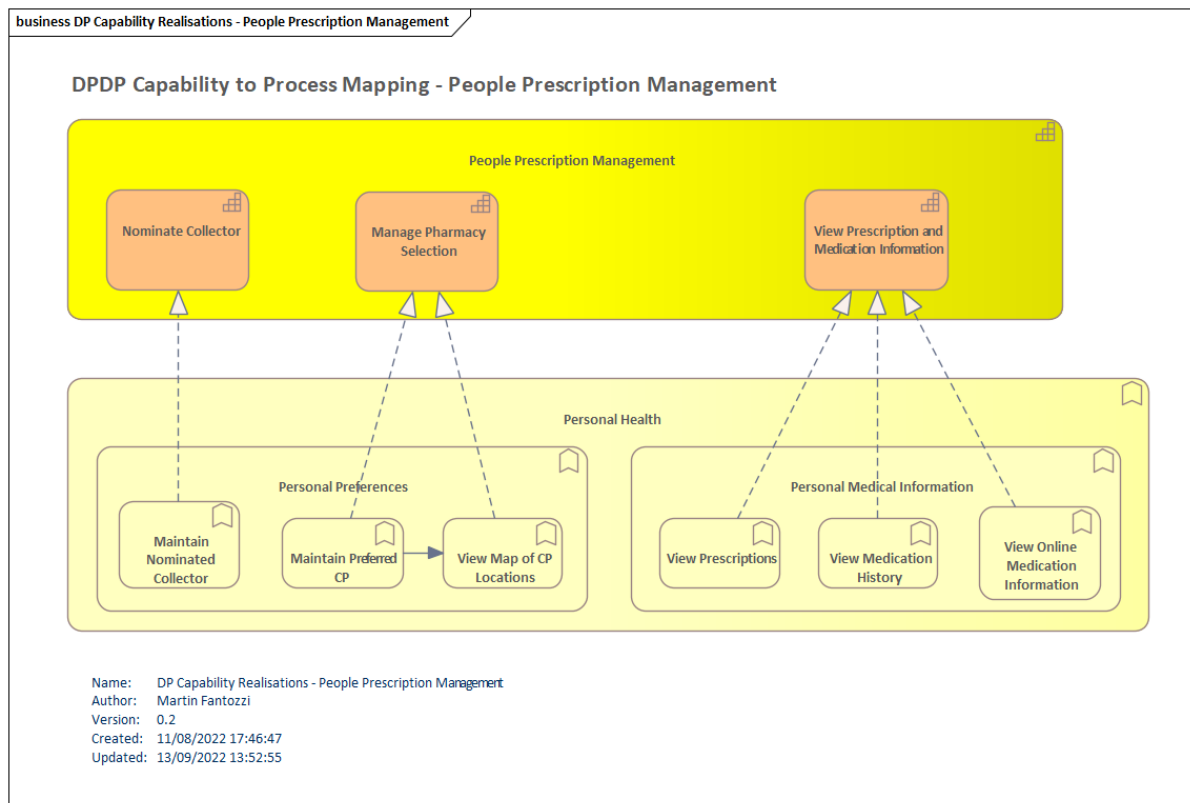 business DP Capability Realisations - People Prescription Management
DPDP Capability to Process Mapping - People Prescription Management
People Prescription Management
Nominate Collector
Manage Pharmacy
Selection
View Prescription and
Medication Information
Personal Health
Personal Preferences
Maintain
Nominated
Collector
Maintain Preferred
CP
View Map of CP
Locations
Personal Medical Information
View Prescriptions
View Medication
History
View Online
Medication
Information
Name: DP Capability Realisations - People Prescription Management
Author: Martin Fantozzi
Version: 0.2
Created: 11/08/2022 17:46:47
Updated: 13/09/2022 13:52:55